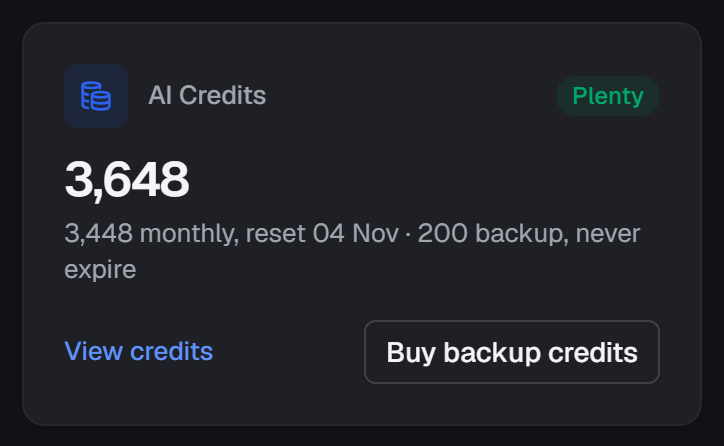 AI Credits
Plenty
3,648
3,448 monthly, reset 04 Nov · 200 backup, never
expire
View credits
Buy backup credits